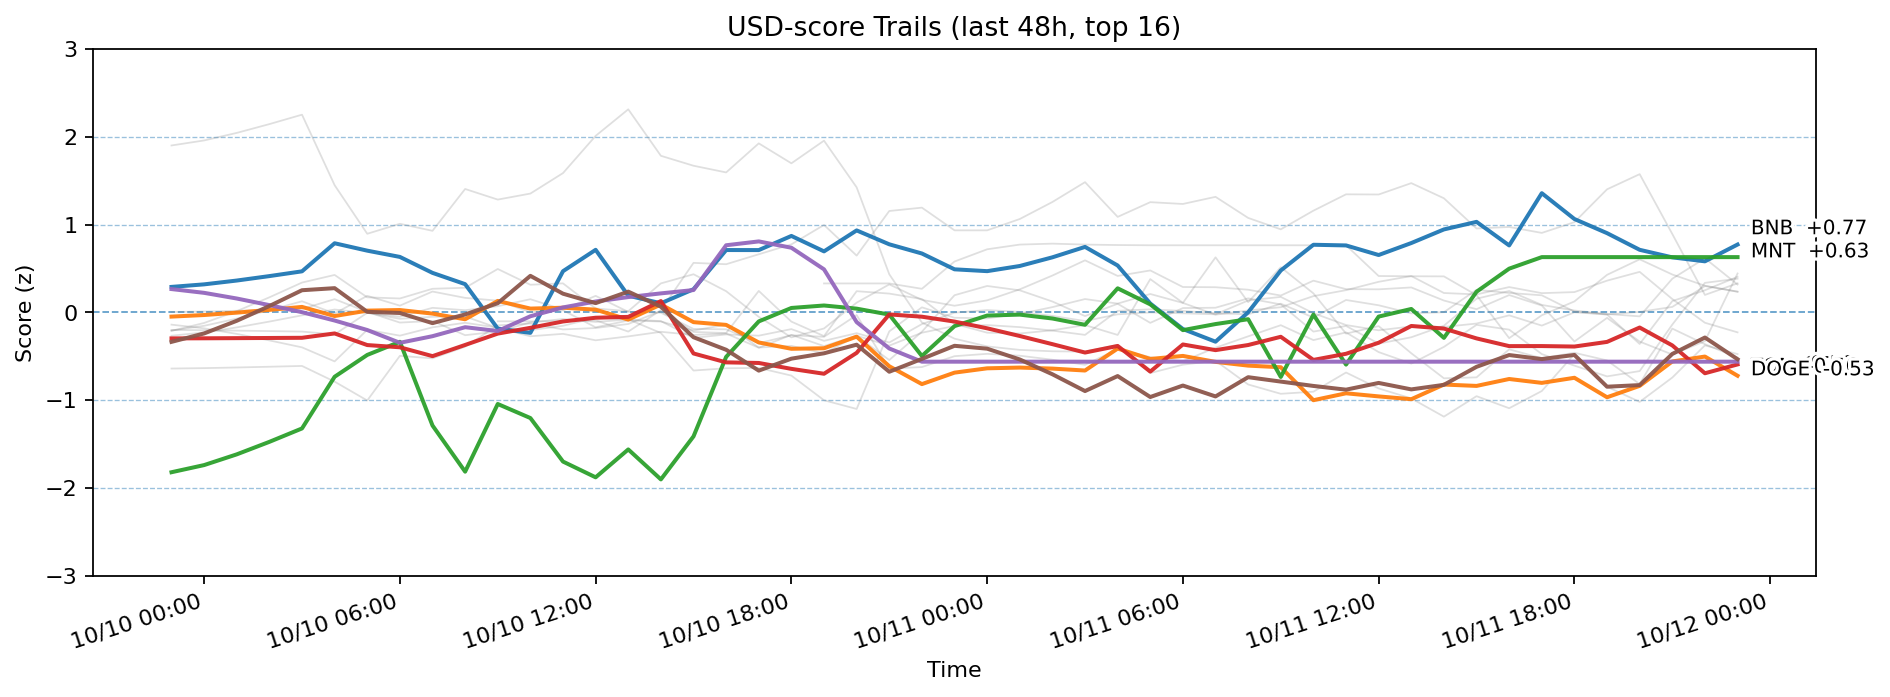 USD-score Trails (last 48h, top 16)
Score (z)
3
2
1
0
−1
−2
−3
BNB +0.77
MNT +0.63
DOGE -0.53
10/10 00:00
10/10 06:00
10/10 12:00
10/10 18:00
10/11 00:00
10/11 06:00
10/11 12:00
10/11 18:00
10/12 00:00
Time